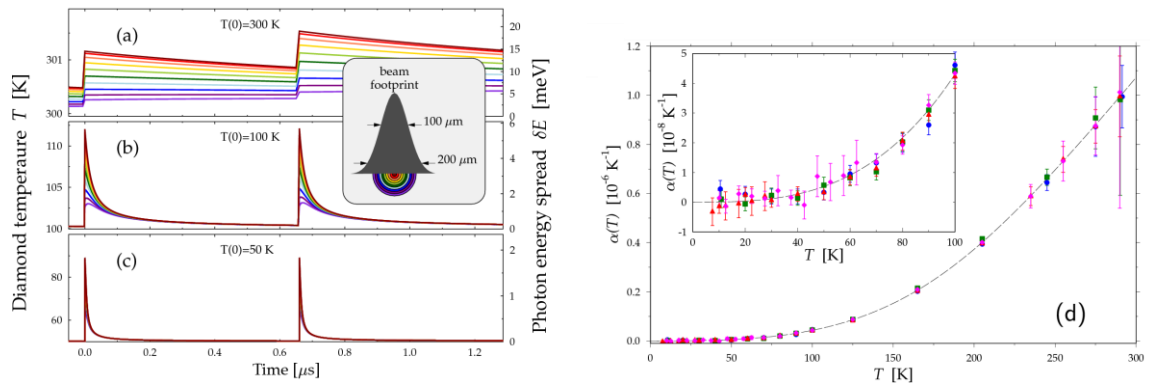 T(0)=300 K
(a)
301
300
20
15
10
5
0
beam
footprint
100 μm
200 μm
T(0)=100 K
(b)
110
105
100
6
4
3
1
0
T(0)=50 K
(c)
80
60
2
1
0
0.0 0.2 0.4 0.6 0.8 1.0 1.2
Time [μs]
Diamond temperaure T [K]
Photon energy spread δE [meV]
1.2
1.0
0.8
0.6
0.4
0.2
0.0
α(T) [10⁻⁶ K⁻¹]
0 50 100 150 200 250 300
T [K]
(d)
5
4
3
2
1
0
-1
α(T) [10⁻⁸ K⁻¹]
0 20 40 60 80 100
T [K]